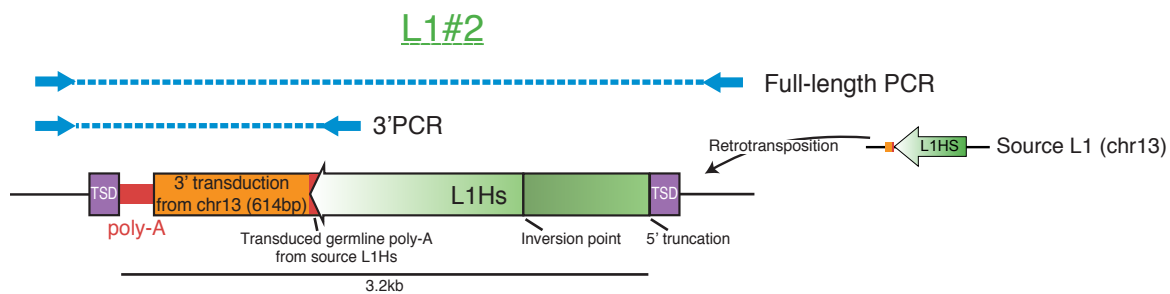 L1#2
Full-length PCR
3'PCR
Retrotransposition
L1HS
Source L1 (chr13)
TSD
3' transduction
from chr13 (614bp)
L1Hs
TSD
poly-A
Transduced germline poly-A
from source L1Hs
Inversion point
5' truncation
3.2kb